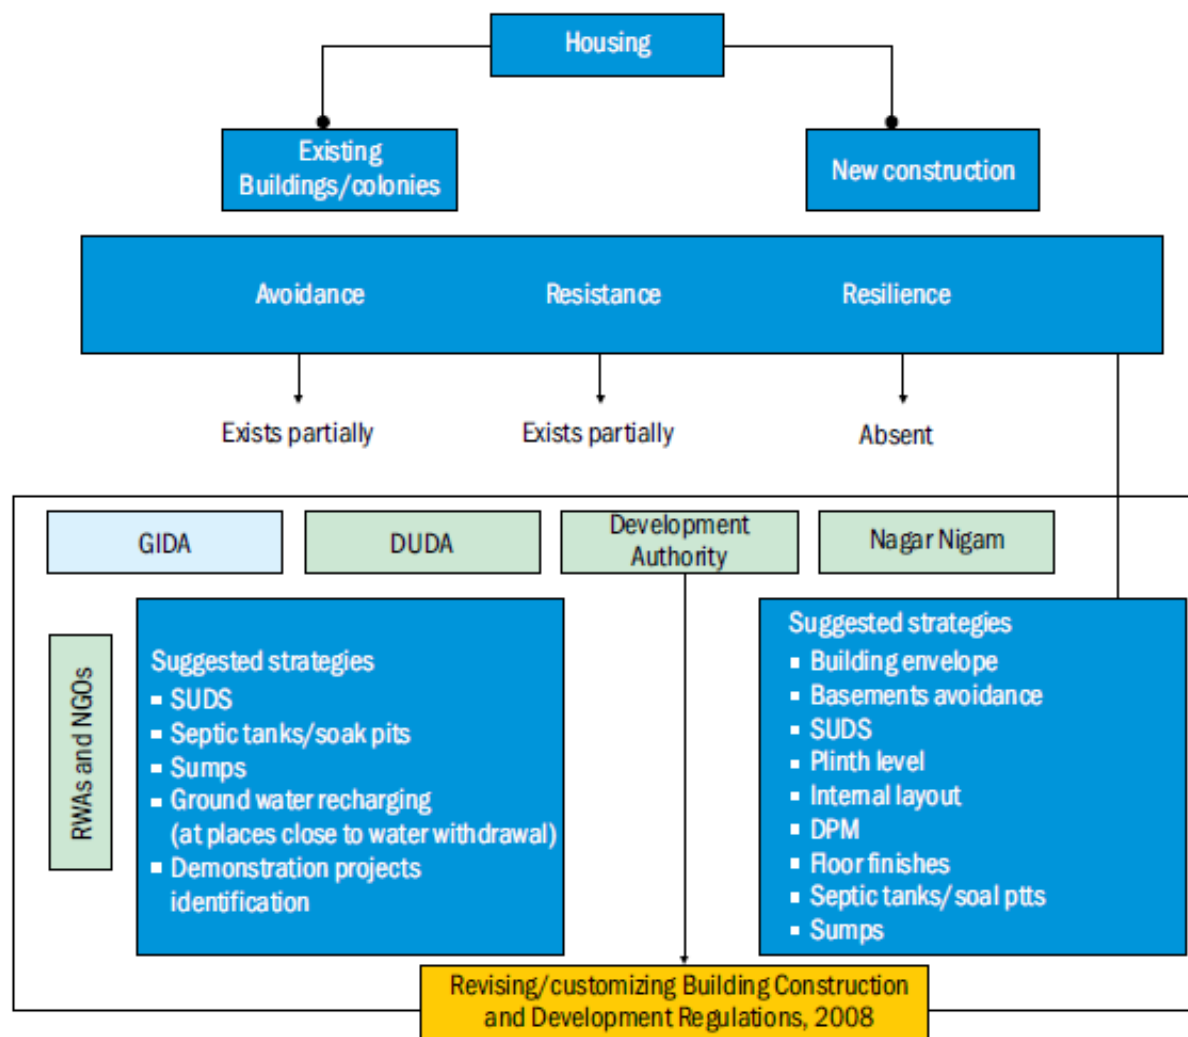 Housing
Existing
Buildings/colonies
New construction
Avoidance
Resistance
Resilience
Exists partially
Exists partially
Absent
GIDA
DUDA
Development
Authority
Nagar Nigam
RWAs and NGOs
Suggested strategies
▪ SUDS
▪ Septic tanks/soak pits
▪ Sumps
▪ Ground water recharging
(at places close to water withdrawal)
▪ Demonstration projects
identification
Suggested strategies
▪ Building envelope
▪ Basements avoidance
▪ SUDS
▪ Plinth level
▪ Internal layout
▪ DPM
▪ Floor finishes
▪ Septic tanks/ soal ptts
▪ Sumps
Revising/customizing Building Construction
and Development Regulations, 2008